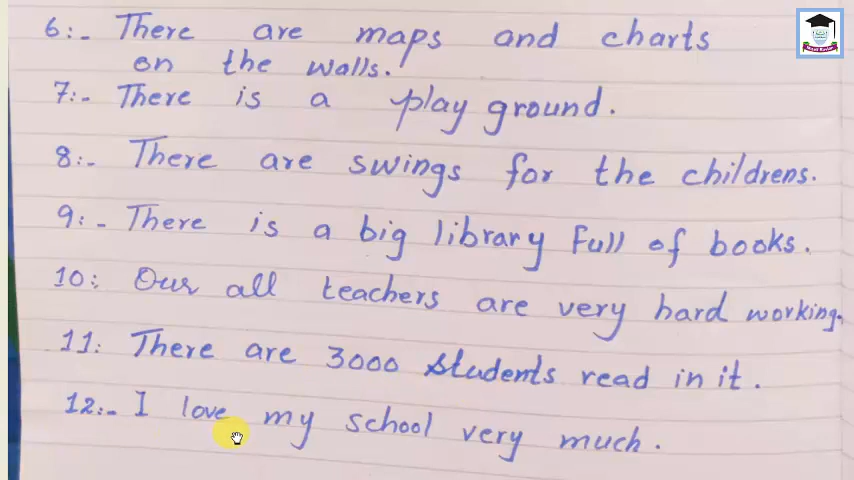 6:- There are maps and charts
on the walls.
7:- There is a play ground.
8:- There are swings for the childrens.
9:- There is a big library full of books.
10: Our all teachers are very hard working.
11: There are 3000 students read in it.
12:- I love my school very much.